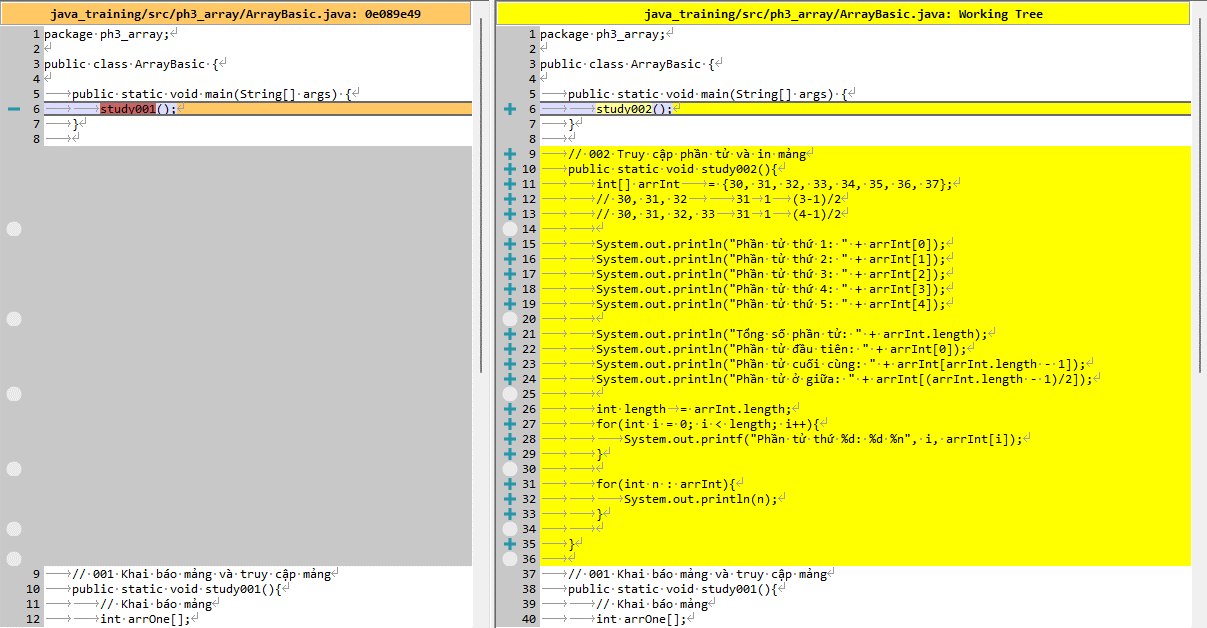 java_training/src/ph3_array/ArrayBasic.java: 0e089e49
1 package ph3_array;
2
3 public class ArrayBasic {
4
5 public static void main(String[] args) {
6 study001();
7 }
8
9 // 001 Khai báo mảng và truy cập mảng
10 public static void study001(){
11 // Khai báo mảng
12 int arrOne[];
java_training/src/ph3_array/ArrayBasic.java: Working Tree
1 package ph3_array;
2
3 public class ArrayBasic {
4
5 public static void main(String[] args) {
6 study002();
7 }
8
9 // 002 Truy cập phần tử và in mảng
10 public static void study002(){
11 int[] arrInt = {30, 31, 32, 33, 34, 35, 36, 37};
12 // 30, 31, 32 31 1 (3-1)/2
13 // 30, 31, 32, 33 31 1 (4-1)/2
14
15 System.out.println("Phần tử thứ 1: " + arrInt[0]);
16 System.out.println("Phần tử thứ 2: " + arrInt[1]);
17 System.out.println("Phần tử thứ 3: " + arrInt[2]);
18 System.out.println("Phần tử thứ 4: " + arrInt[3]);
19 System.out.println("Phần tử thứ 5: " + arrInt[4]);
20
21 System.out.println("Tổng số phần tử: " + arrInt.length);
22 System.out.println("Phần tử đầu tiên: " + arrInt[0]);
23 System.out.println("Phần tử cuối cùng: " + arrInt[arrInt.length - 1]);
24 System.out.println("Phần tử ở giữa: " + arrInt[(arrInt.length - 1)/2]);
25
26 int length = arrInt.length;
27 for(int i = 0; i < length; i++){
28 System.out.printf("Phần tử thứ %d: %d %n", i, arrInt[i]);
29 }
30
31 for(int n : arrInt){
32 System.out.println(n);
33 }
34
35 }
36
37 // 001 Khai báo mảng và truy cập mảng
38 public static void study001(){
39 // Khai báo mảng
40 int arrOne[];